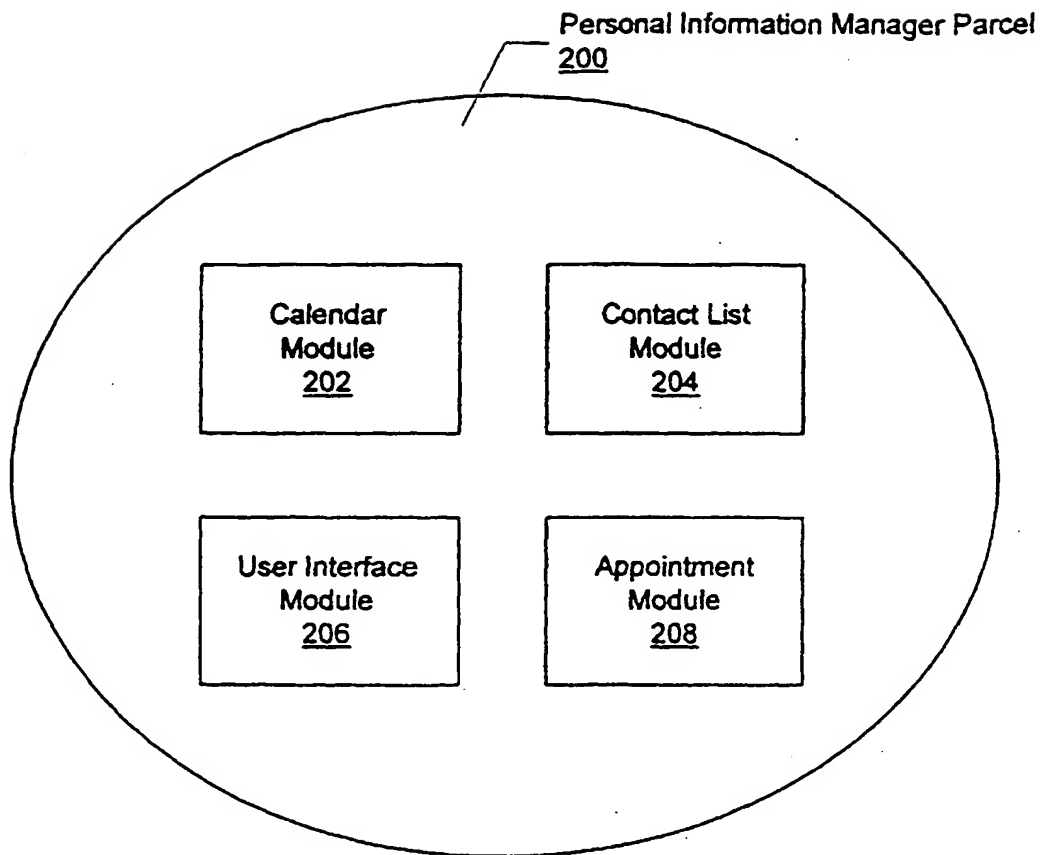 Personal Information Manager Parcel
200
Calendar
Module
202
Contact List
Module
204
User Interface
Module
206
Appointment
Module
208